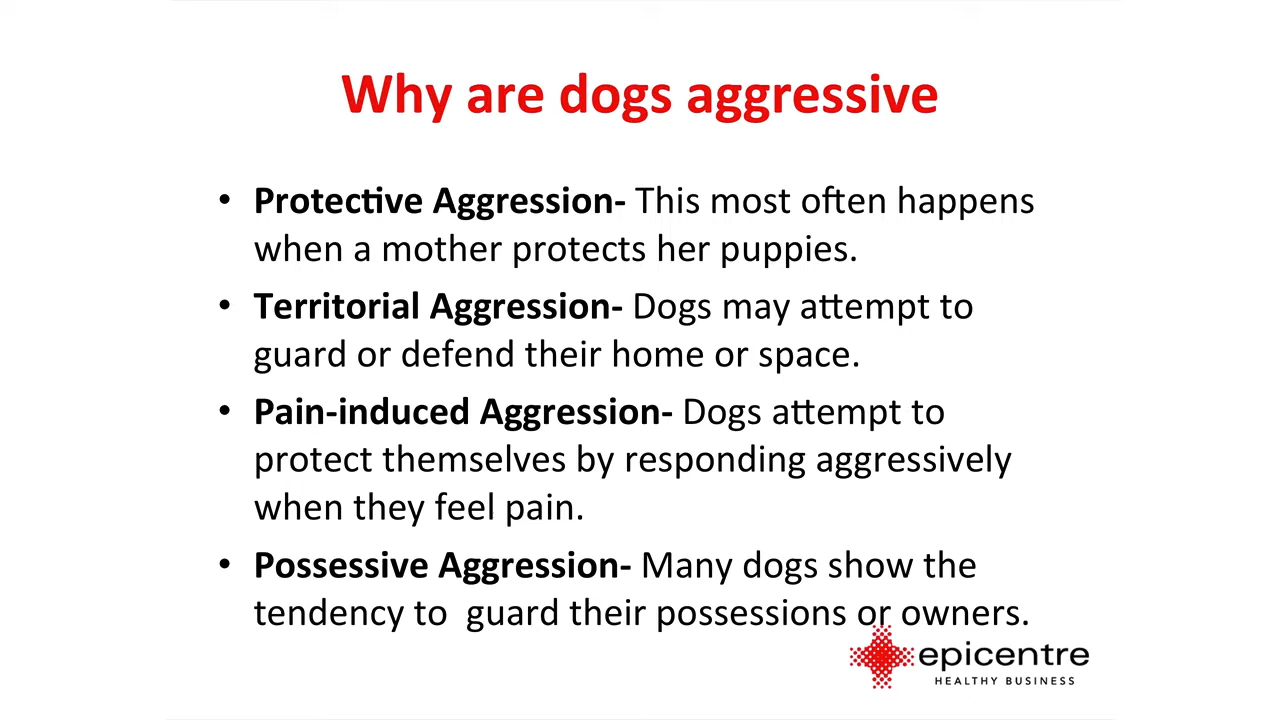 Why are dogs aggressive
• Protective Aggression- This most often happens
when a mother protects her puppies.
• Territorial Aggression- Dogs may attempt to
guard or defend their home or space.
• Pain-induced Aggression- Dogs attempt to
protect themselves by responding aggressively
when they feel pain.
• Possessive Aggression- Many dogs show the
tendency to  guard their possessions or owners.
epicentre
HEALTHY BUSINESS